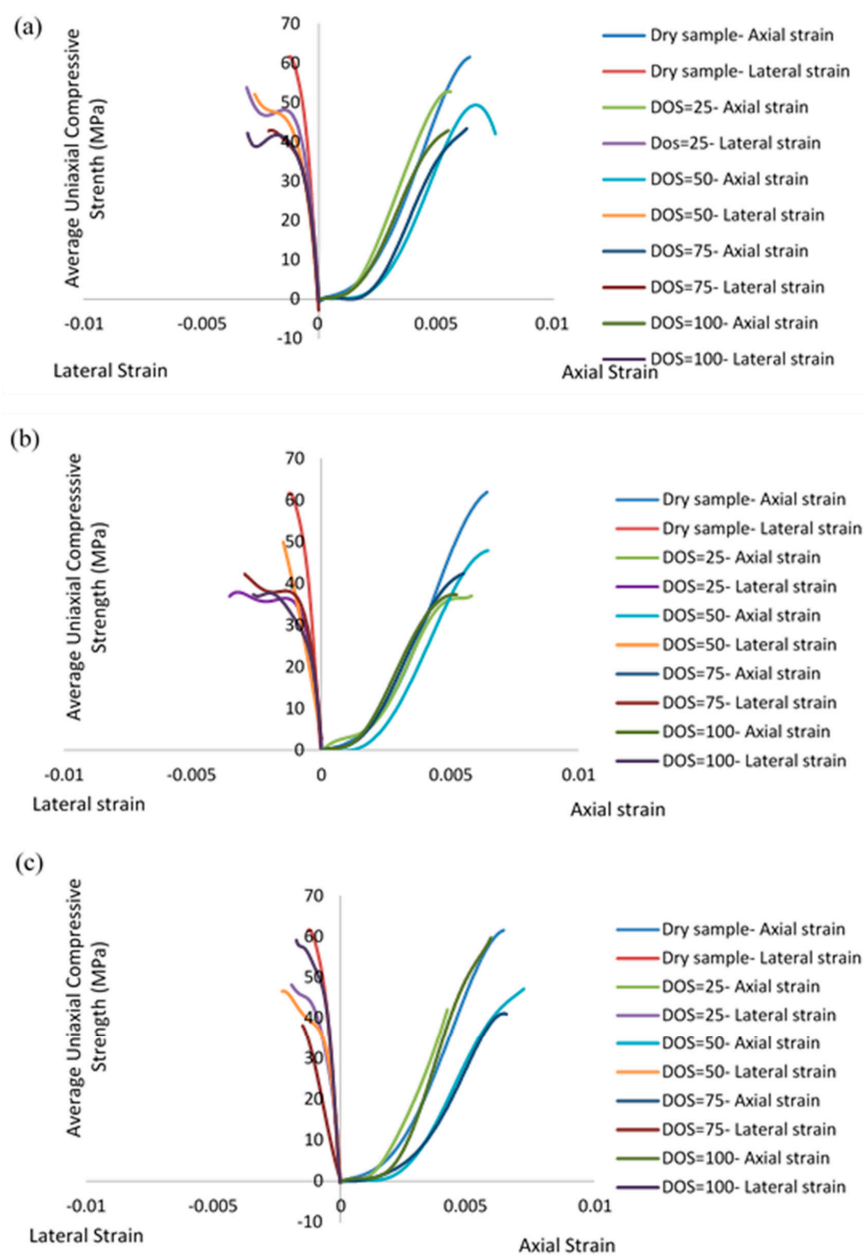 (a)
Average Uniaxial Compressive
Strenth (MPa)
70
60
50
40
30
20
10
0
-10
-0.01
-0.005
0
0.005
0.01
Lateral Strain
Axial Strain
Dry sample- Axial strain
Dry sample- Lateral strain
DOS=25- Axial strain
Dos=25- Lateral strain
DOS=50- Axial strain
DOS=50- Lateral strain
DOS=75- Axial strain
DOS=75- Lateral strain
DOS=100- Axial strain
DOS=100- Lateral strain
(b)
Average Uniaxial Compresssive
Strength (MPa)
70
60
50
40
30
20
10
0
-0.01
-0.005
0
0.005
0.01
Lateral strain
Axial strain
Dry sample- Axial strain
Dry sample- Lateral strain
DOS=25- Axial strain
DOS=25- Lateral strain
DOS=50- Axial strain
DOS=50- Lateral strain
DOS=75- Axial strain
DOS=75- Lateral strain
DOS=100- Axial strain
DOS=100- Lateral strain
(c)
Average Uniaxial Compressive
Strength (MPa)
70
60
50
40
30
20
10
0
-10
-0.01
-0.005
0
0.005
0.01
Lateral Strain
Axial Strain
Dry sample- Axial strain
Dry sample- Lateral strain
DOS=25- Axial strain
DOS=25- Lateral strain
DOS=50- Axial strain
DOS=50- Lateral strain
DOS=75- Axial strain
DOS=75- Lateral strain
DOS=100- Axial strain
DOS=100- Lateral strain